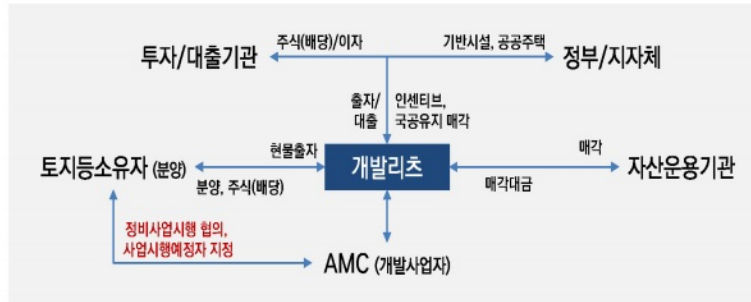 투자/대출기관
주식(배당)/이자
기반시설, 공공주택
정부/지자체
출자/
대출
인센티브,
국공유지 매각
토지등소유자 (분양)
현물출자
분양, 주식(배당)
개발리츠
매각
매각대금
자산운용기관
정비사업시행 협의,
사업시행예정자 지정
AMC (개발사업자)